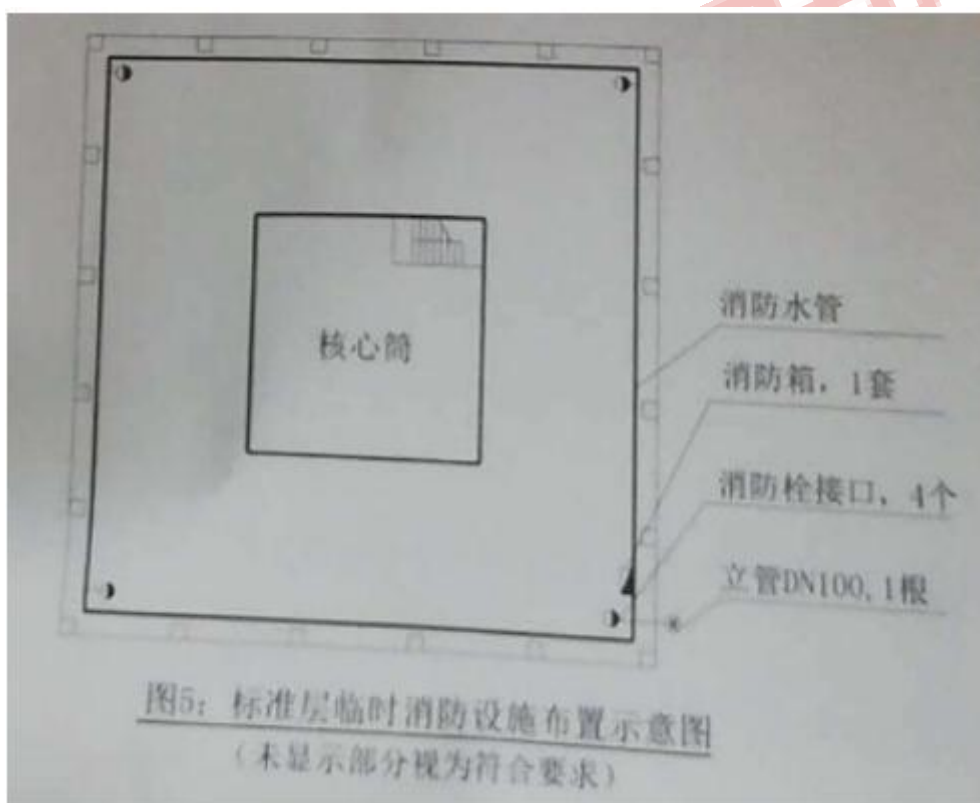 核心筒
消防水管
消防箱，1套
消防栓接口，4个
立管DN100,1根
图5：标准层临时消防设施布置示意图
（未显示部分视为符合要求）